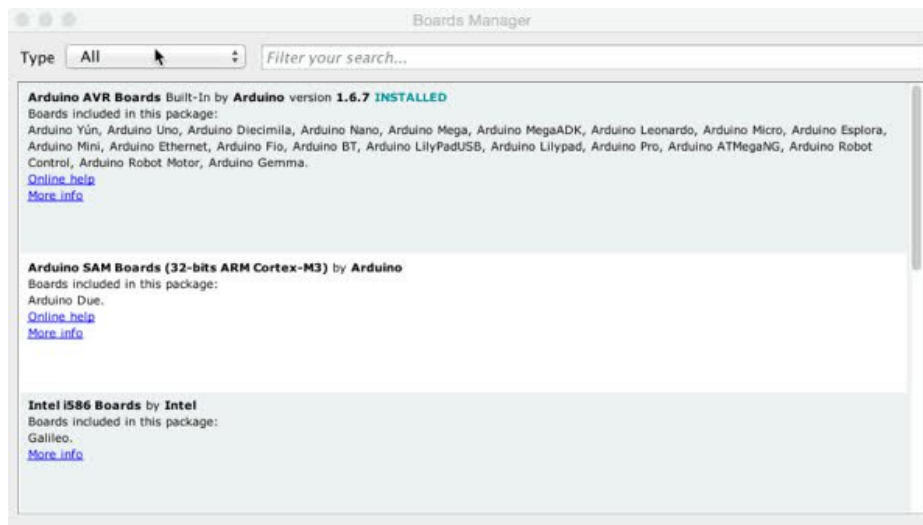 Boards Manager
Type All Filter your search...
Arduino AVR Boards Built-In by Arduino version 1.6.7 INSTALLED
Boards included in this package:
Arduino Yún, Arduino Uno, Arduino Diecimila, Arduino Nano, Arduino Mega, Arduino MegaADK, Arduino Leonardo, Arduino Micro, Arduino Esplora,
Arduino Mini, Arduino Ethernet, Arduino Fio, Arduino BT, Arduino LilyPadUSB, Arduino Lilypad, Arduino Pro, Arduino ATMegaNG, Arduino Robot
Control, Arduino Robot Motor, Arduino Gemma.
Online help
More info
Arduino SAM Boards (32-bits ARM Cortex-M3) by Arduino
Boards included in this package:
Arduino Due.
Online help
More info
Intel i586 Boards by Intel
Boards included in this package:
Galileo.
More info